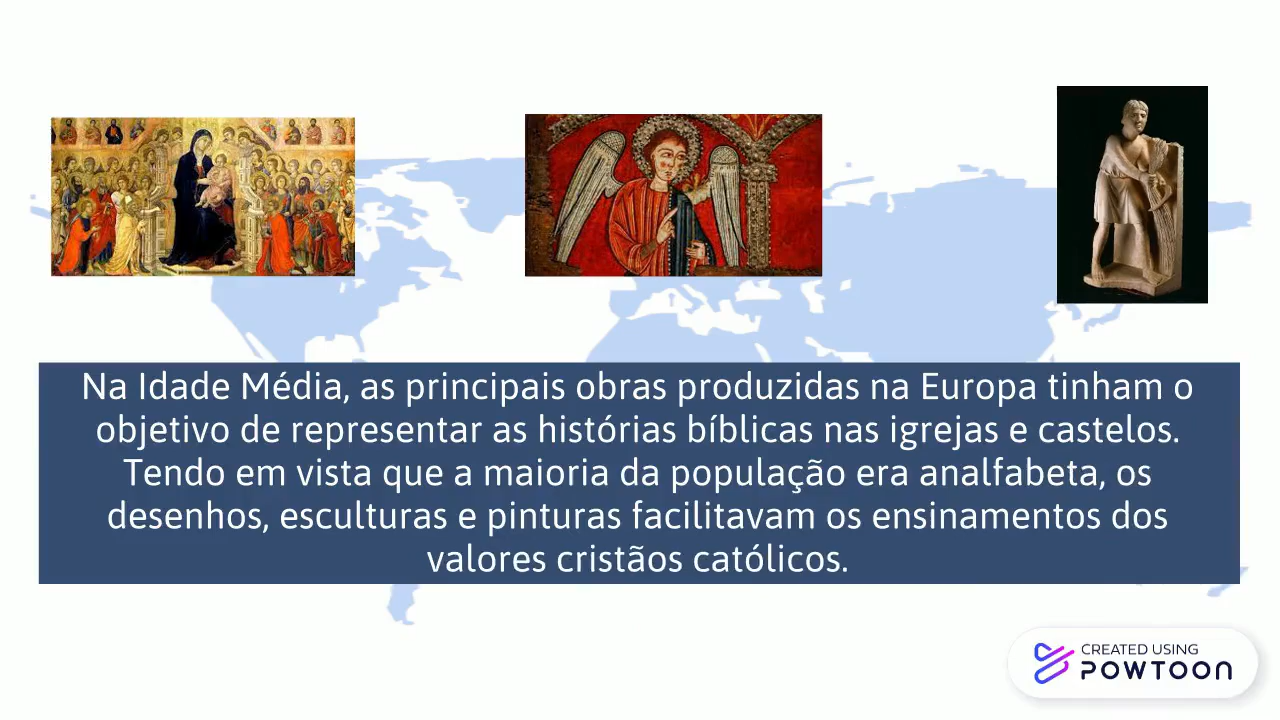 Na Idade Média, as principais obras produzidas na Europa tinham o
objetivo de representar as histórias bíblicas nas igrejas e castelos.
Tendo em vista que a maioria da população era analfabeta, os
desenhos, esculturas e pinturas facilitavam os ensinamentos dos
valores cristãos católicos.
CREATED USING
POWTOON